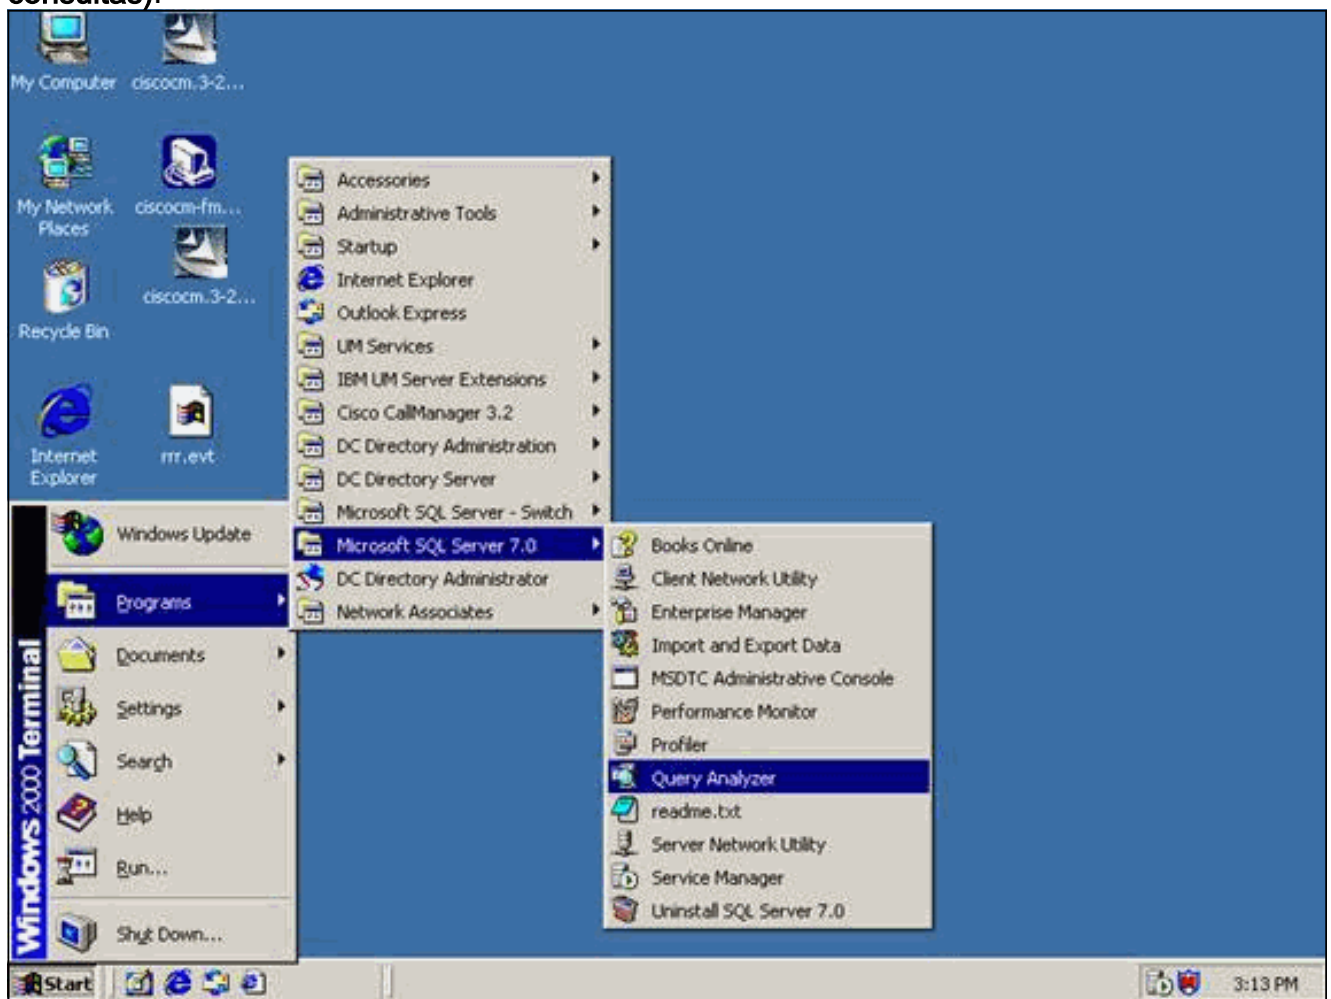 consultas).
My Computer
ciscocm.3-2...
My Network
Places
ciscocm-fm...
ciscocm.3-2...
Recycle Bin
Internet
Explorer
rrr.evt
Accessories
Administrative Tools
Startup
Internet Explorer
Outlook Express
UM Services
IBM UM Server Extensions
Cisco CallManager 3.2
DC Directory Administration
DC Directory Server
Microsoft SQL Server - Switch
Microsoft SQL Server 7.0
DC Directory Administrator
Network Associates
Books Online
Client Network Utility
Enterprise Manager
Import and Export Data
MSDTC Administrative Console
Performance Monitor
Profiler
Query Analyzer
readme.txt
Server Network Utility
Service Manager
Uninstall SQL Server 7.0
Windows 2000 Terminal
Windows Update
Programs
Documents
Settings
Search
Help
Run...
Shut Down...
Start
3:13 PM